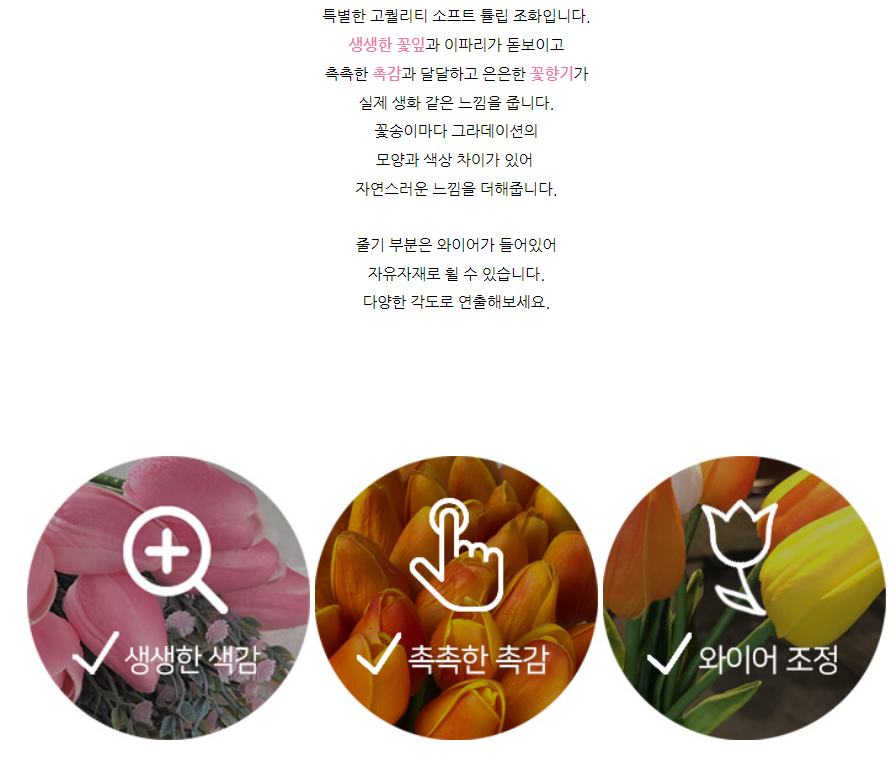 특별한 고퀄리티 소프트 튤립 조화입니다.
생생한 꽃잎과 이파리가 돋보이고
촉촉한 촉감과 달달하고 은은한 꽃향기가
실제 생화 같은 느낌을 줍니다.
꽃송이마다 그라데이션의
모양과 색상 차이가 있어
자연스러운 느낌을 더해줍니다.
줄기 부분은 와이어가 들어있어
자유자재로 휠 수 있습니다.
다양한 각도로 연출해보세요.
생생한 색감
촉촉한 촉감
와이어 조정